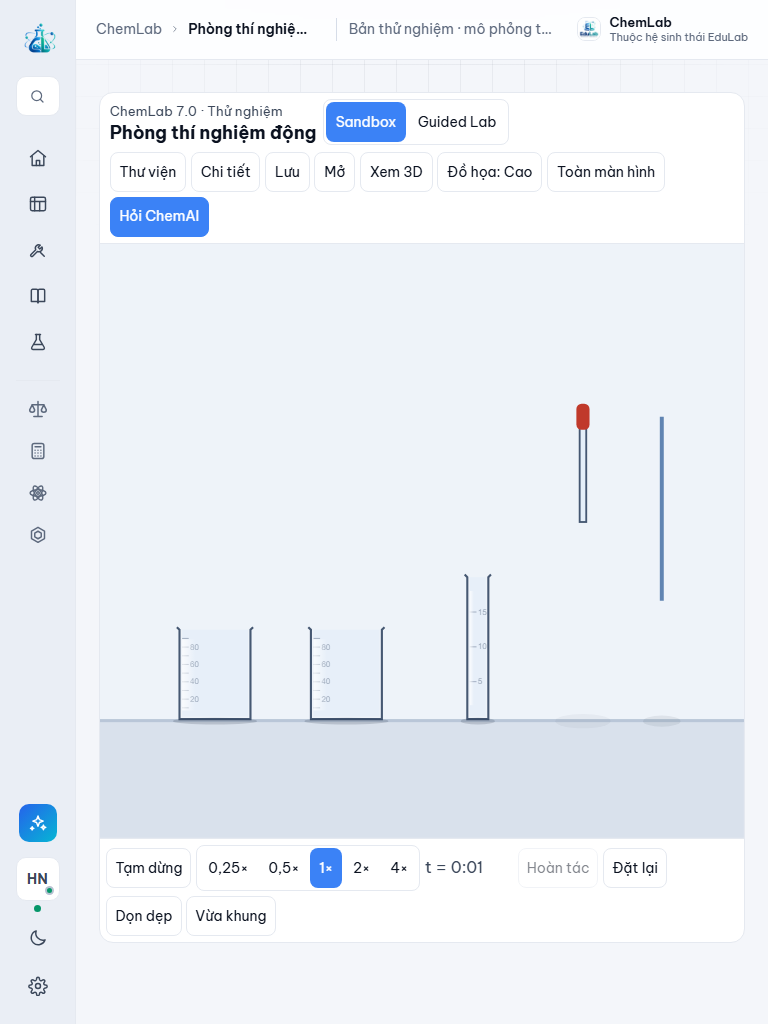 ChemLab
Phòng thí nghiệ...
Bản thử nghiệm · mô phỏng t...
ChemLab
Thuộc hệ sinh thái EduLab
ChemLab 7.0 · Thử nghiệm
Phòng thí nghiệm động
Sandbox
Guided Lab
Thư viện
Chi tiết
Lưu
Mở
Xem 3D
Đồ họa: Cao
Toàn màn hình
Hỏi ChemAI
80
60
40
20
80
60
40
20
15
10
5
HN
Tạm dừng
0,25×
0,5×
1×
2×
4×
t = 0:01
Hoàn tác
Đặt lại
Dọn dẹp
Vừa khung